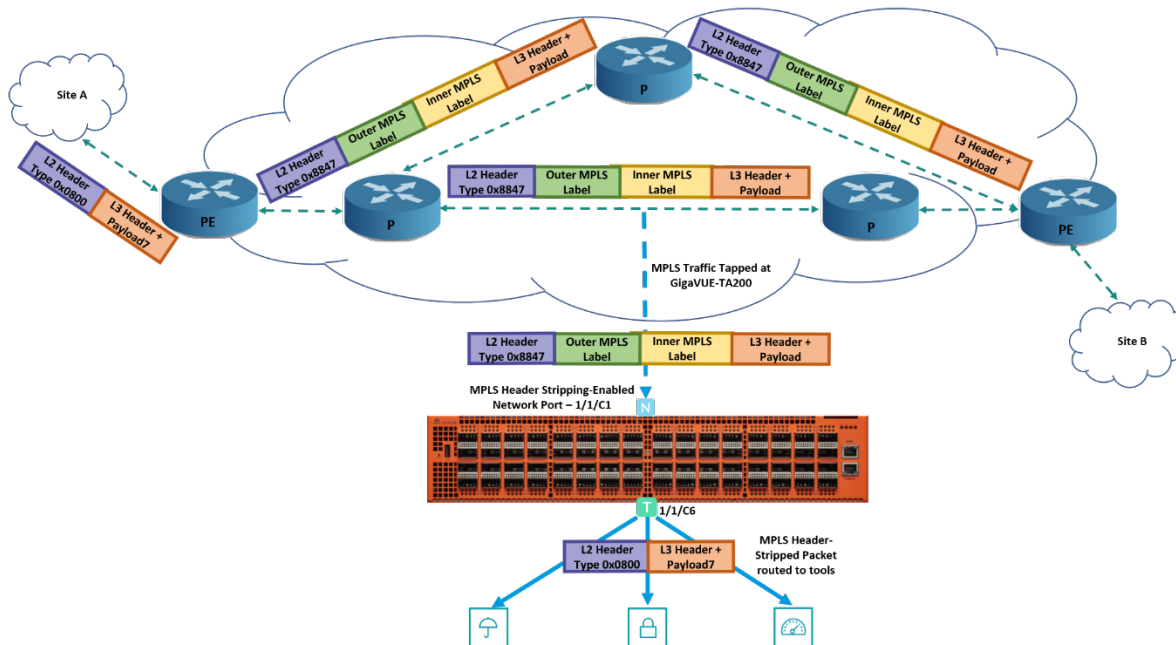 L2 Header
Type 0x8847
Outer MPLS
Label
Inner MPLS
Label
L3 Header +
Payload
P
L2 Header
Type 0x8847
Outer MPLS
Label
Inner MPLS
Label
L3 Header +
Payload
Site A
L2 Header
Type 0x0800
L3 Header +
Payload7
PE
P
L2 Header
Type 0x8847
Outer MPLS
Label
Inner MPLS
Label
L3 Header +
Payload
P
PE
MPLS Traffic Tapped at
GigaVUE-TA200
Site B
L2 Header
Type 0x8847
Outer MPLS
Label
Inner MPLS
Label
L3 Header +
Payload
MPLS Header Stripping-Enabled
Network Port – 1/1/C1
N
T
1/1/C6
L2 Header
Type 0x0800
L3 Header +
Payload7
MPLS Header-
Stripped Packet
routed to tools